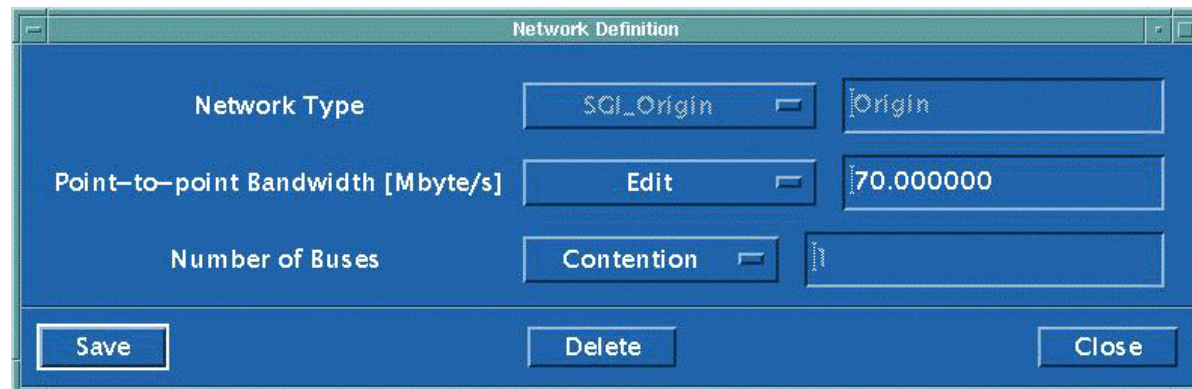 Network Definition
Network Type SGI_Origin Origin
Point-to-point Bandwidth [Mbyte/s] Edit 70.000000
Number of Buses Contention 1
Save Delete Close